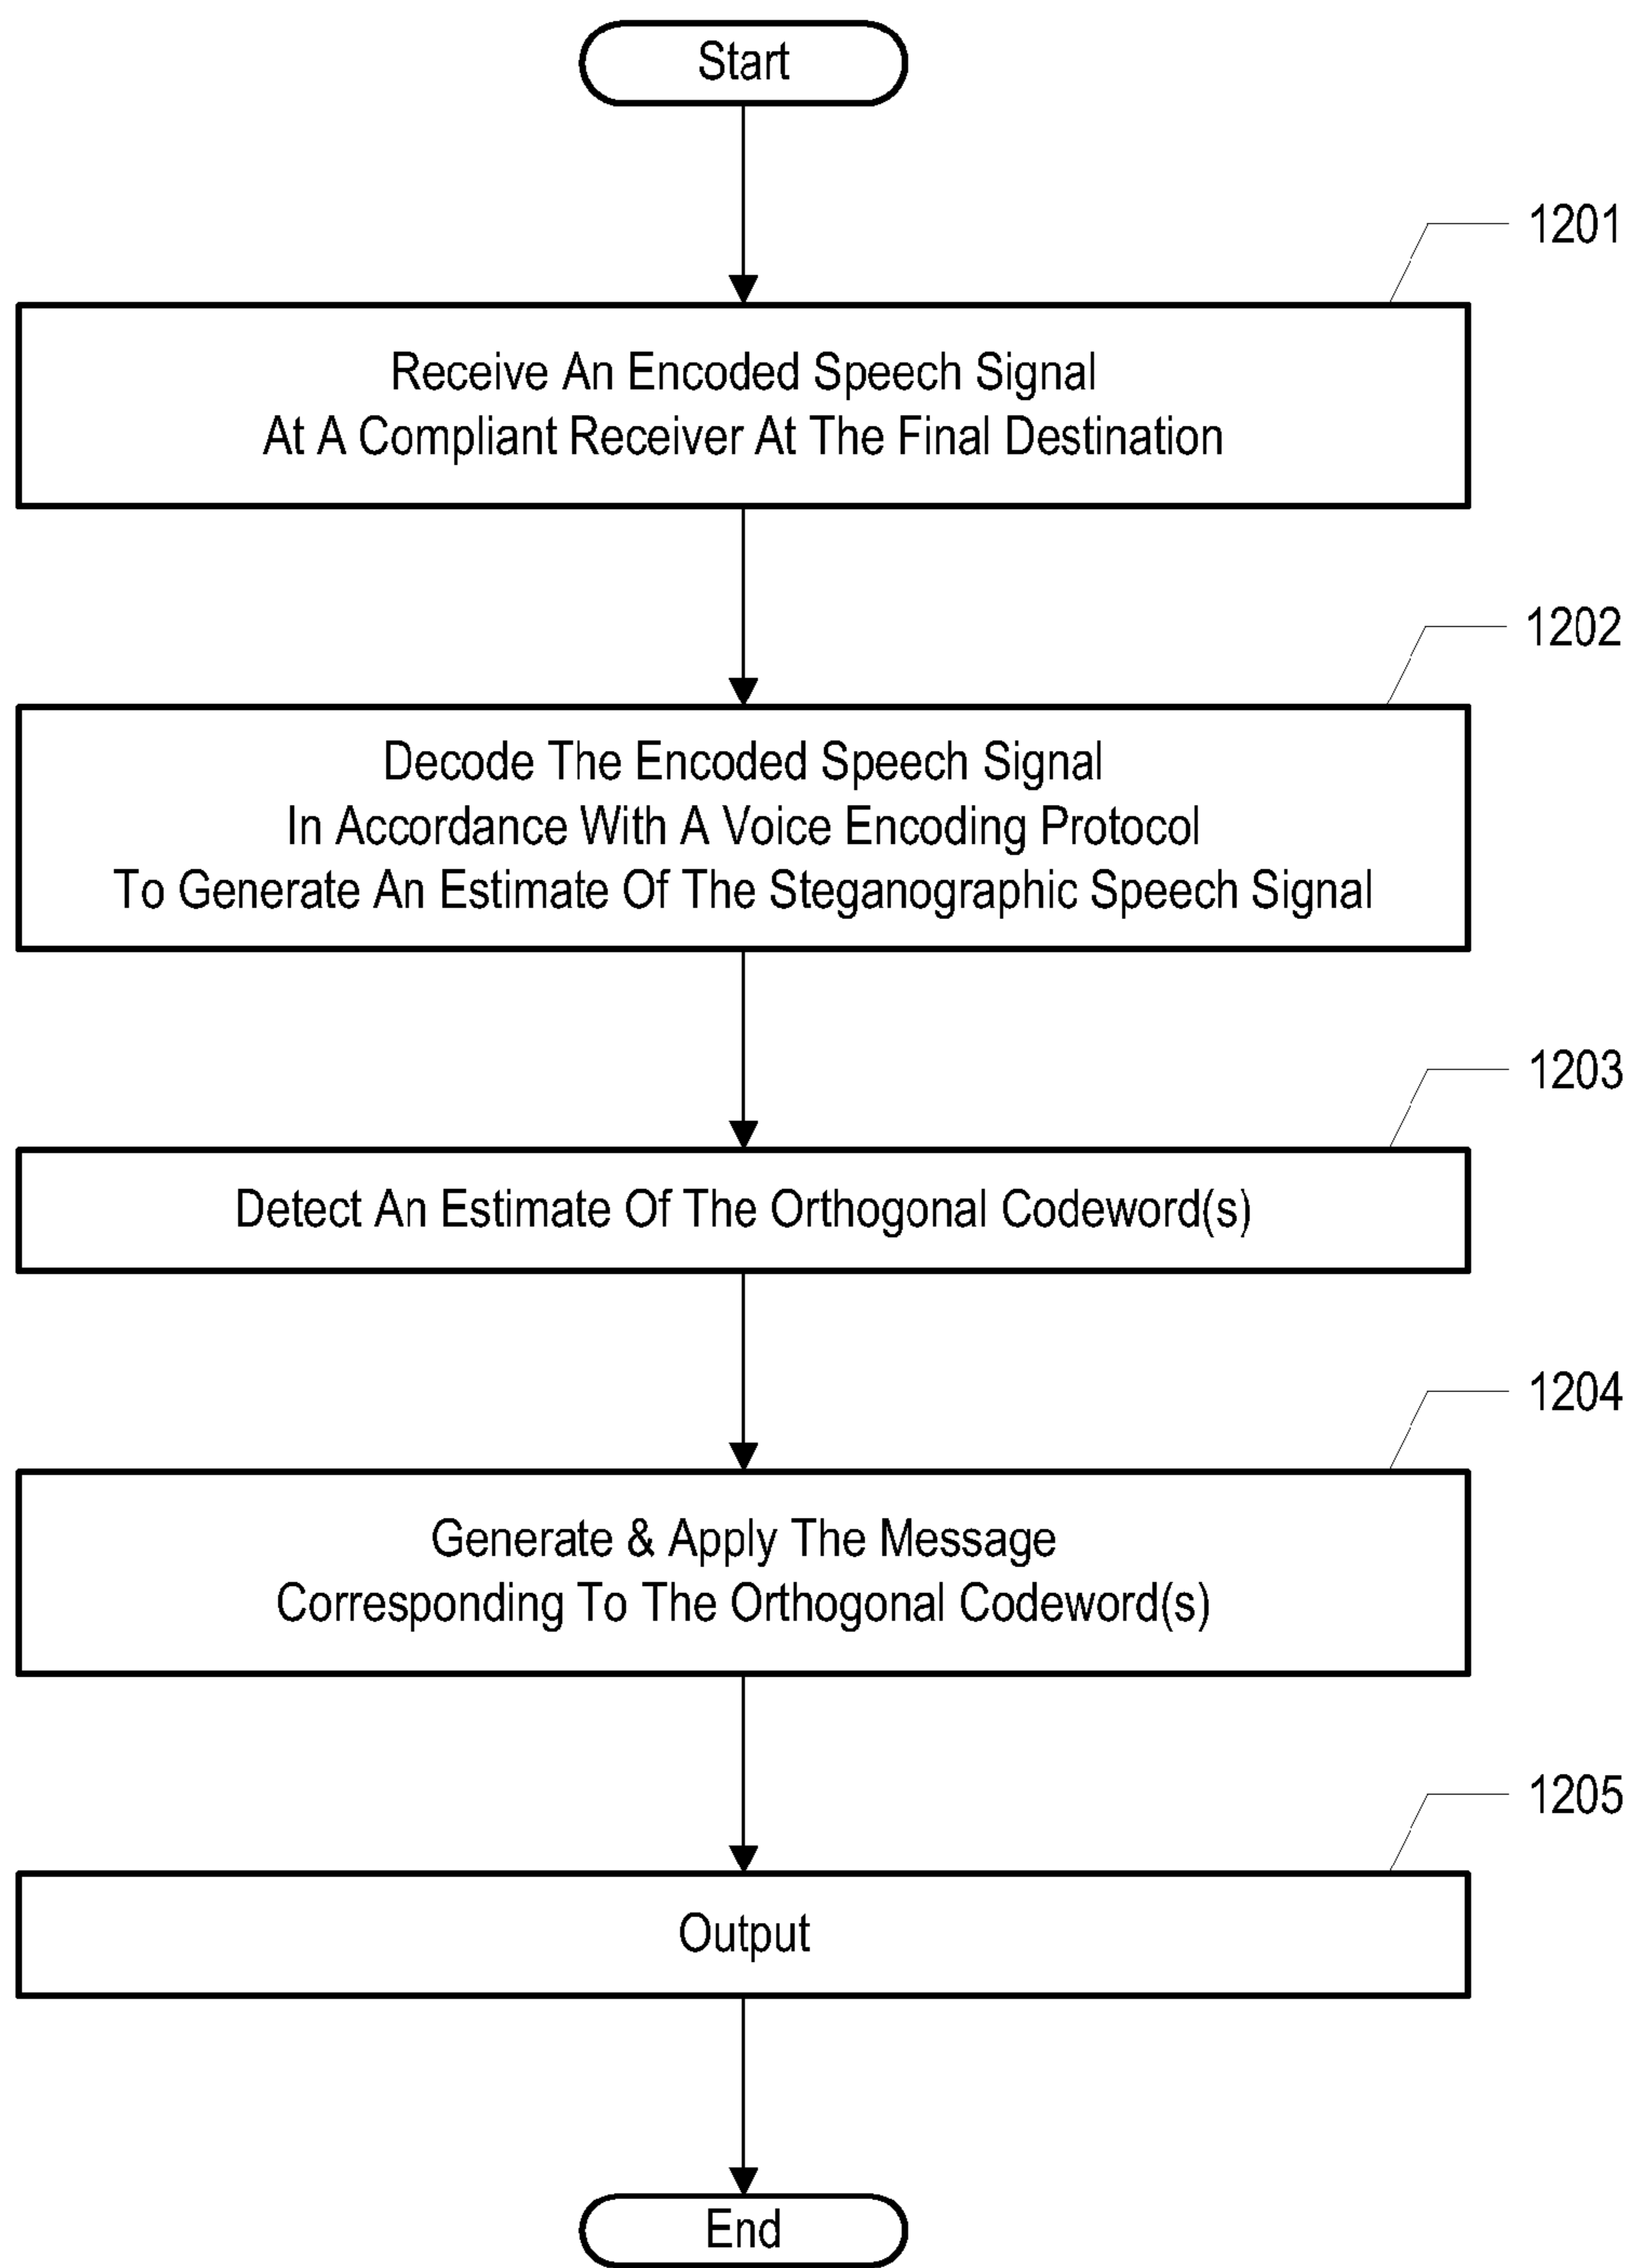 Start
1201
Receive An Encoded Speech Signal
At A Compliant Receiver At The Final Destination
1202
Decode The Encoded Speech Signal
In Accordance With A Voice Encoding Protocol
To Generate An Estimate Of The Steganographic Speech Signal
1203
Detect An Estimate Of The Orthogonal Codeword(s)
1204
Generate & Apply The Message
Corresponding To The Orthogonal Codeword(s)
1205
Output
End